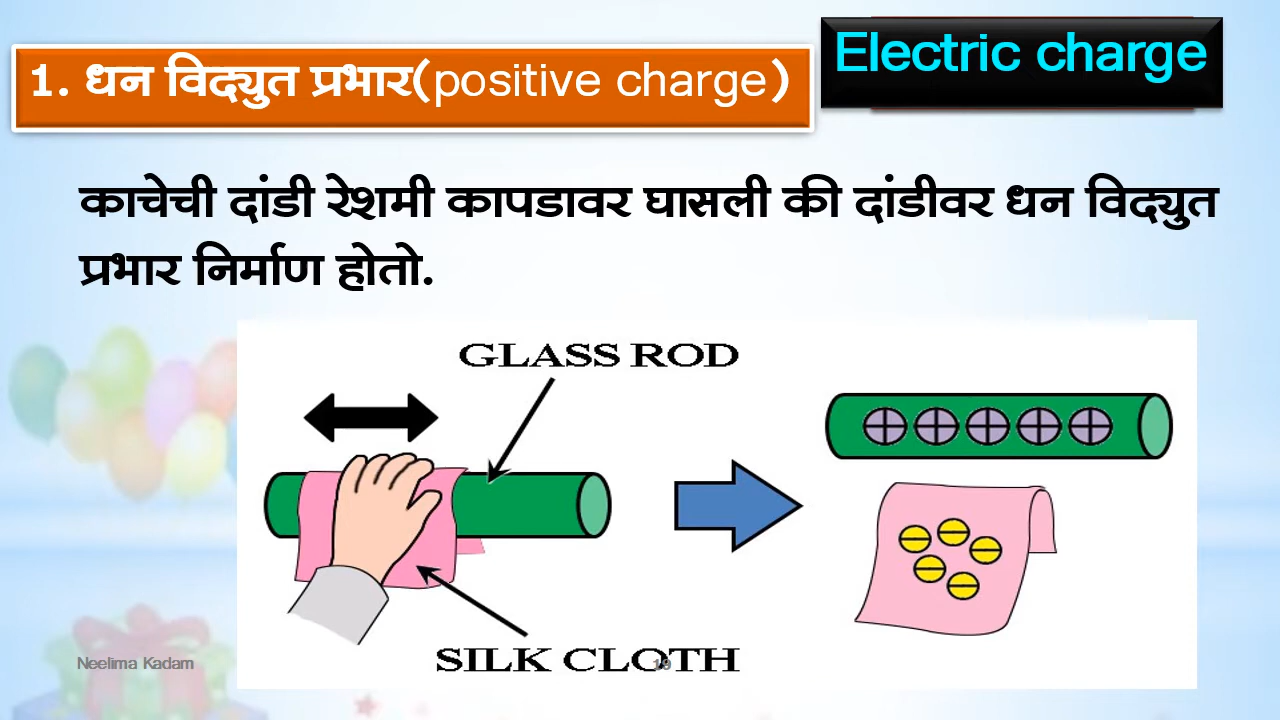 1. धन विद्युत प्रभार(positive charge)
Electric charge
काचेची दांडी रेशमी कापडावर घासली की दांडीवर धन विद्युत
प्रभार निर्माण होतो.
GLASS ROD
SILK CLOTH
Neelima Kadam
19